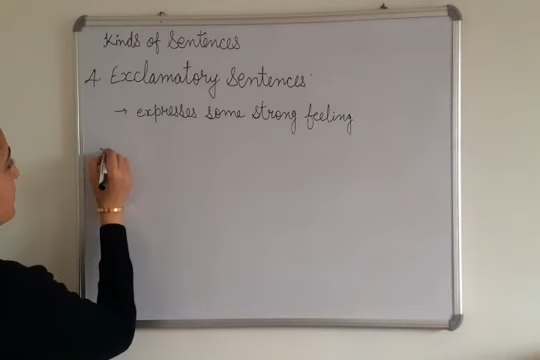 Kinds of Sentences
4 Exclamatory Sentences
→ expresses some strong feeling